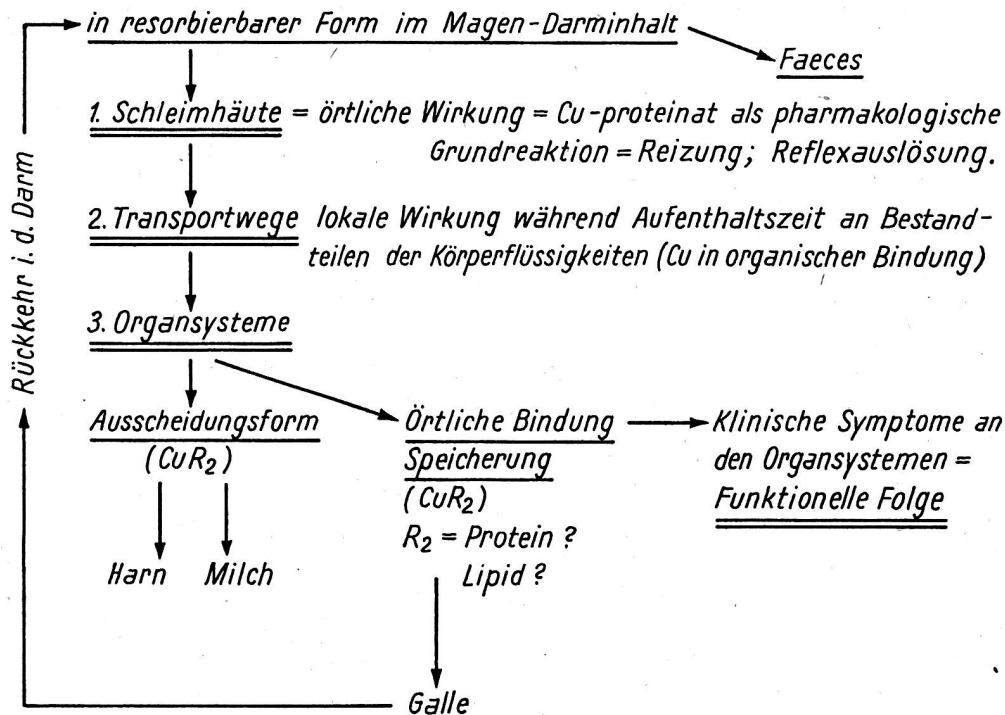 in resorbierbarer Form im Magen-Darminhalt
Faeces
1. Schleimhäute = örtliche Wirkung = Cu-proteinat als pharmakologische
Grundreaktion = Reizung; Reflexauslösung.
2. Transportwege lokale Wirkung während Aufenthaltszeit an Bestand-
teilen der Körperflüssigkeiten (Cu in organischer Bindung)
3. Organsysteme
Rückkehr i. d. Darm
Ausscheidungsform
(CuR₂)
Harn Milch
Örtliche Bindung
Speicherung
(CuR₂)
R₂ = Protein ?
Lipid ?
Galle
Klinische Symptome an
den Organsystemen =
Funktionelle Folge